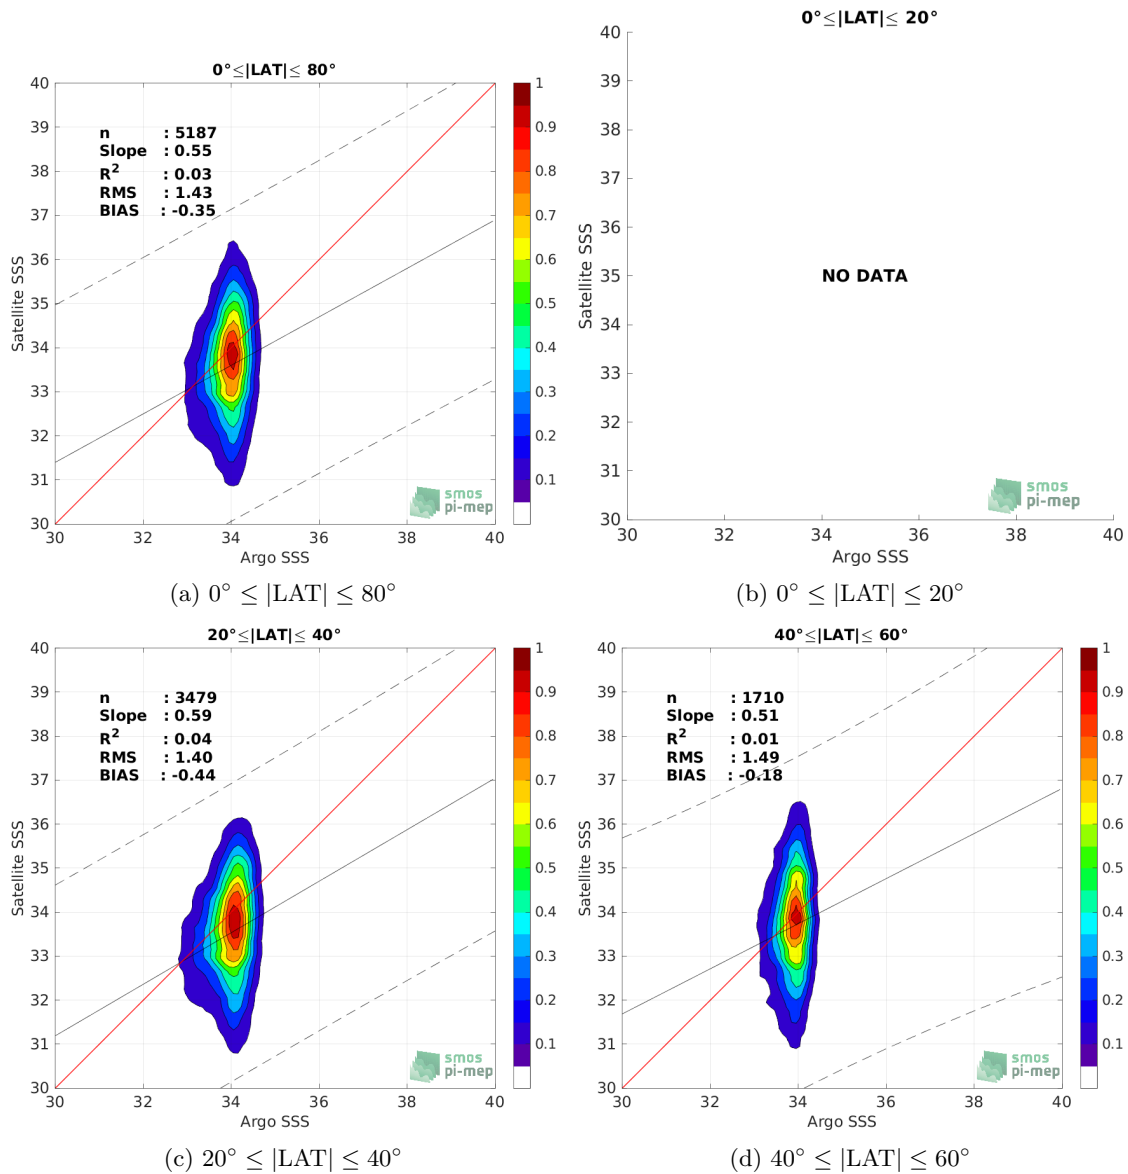 0°≤|LAT|≤ 80°
40
39
38
37
36
35
34
33
32
31
30
Satellite SSS
n : 5187
Slope : 0.55
R² : 0.03
RMS : 1.43
BIAS : -0.35
smos
pi-mep
30 32 34 36 38 40
Argo SSS
1
0.9
0.8
0.7
0.6
0.5
0.4
0.3
0.2
0.1
(a) 0° ≤ |LAT| ≤ 80°
0°≤|LAT|≤ 20°
40
39
38
37
36
35
34
33
32
31
30
Satellite SSS
NO DATA
smos
pi-mep
30 32 34 36 38 40
Argo SSS
(b) 0° ≤ |LAT| ≤ 20°
20°≤|LAT|≤ 40°
40
39
38
37
36
35
34
33
32
31
30
Satellite SSS
n : 3479
Slope : 0.59
R² : 0.04
RMS : 1.40
BIAS : -0.44
smos
pi-mep
30 32 34 36 38 40
Argo SSS
1
0.9
0.8
0.7
0.6
0.5
0.4
0.3
0.2
0.1
(c) 20° ≤ |LAT| ≤ 40°
40°≤|LAT|≤ 60°
40
39
38
37
36
35
34
33
32
31
30
Satellite SSS
n : 1710
Slope : 0.51
R² : 0.01
RMS : 1.49
BIAS : -0.18
smos
pi-mep
30 32 34 36 38 40
Argo SSS
1
0.9
0.8
0.7
0.6
0.5
0.4
0.3
0.2
0.1
(d) 40° ≤ |LAT| ≤ 60°